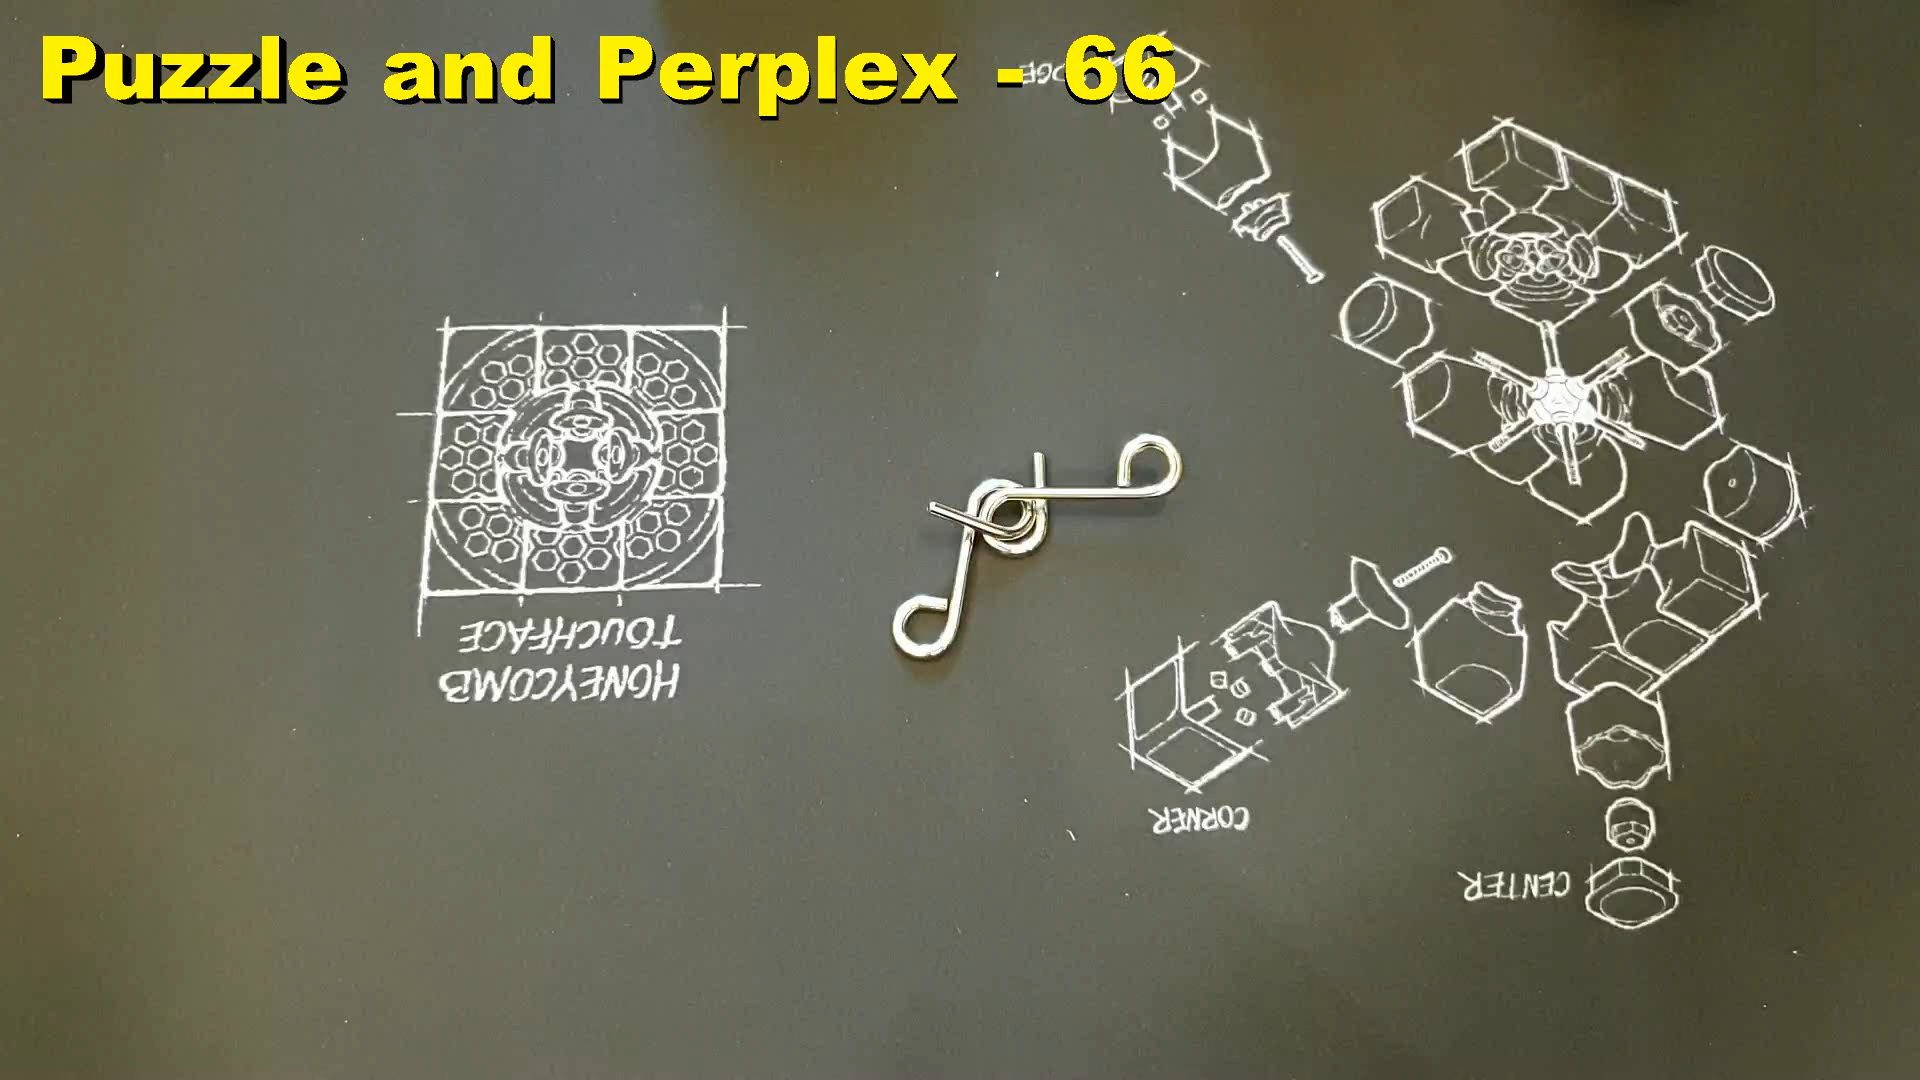 Puzzle and Perplex - 66
TOUCHFACE
HONEYCOMB
CORNER
CENTER